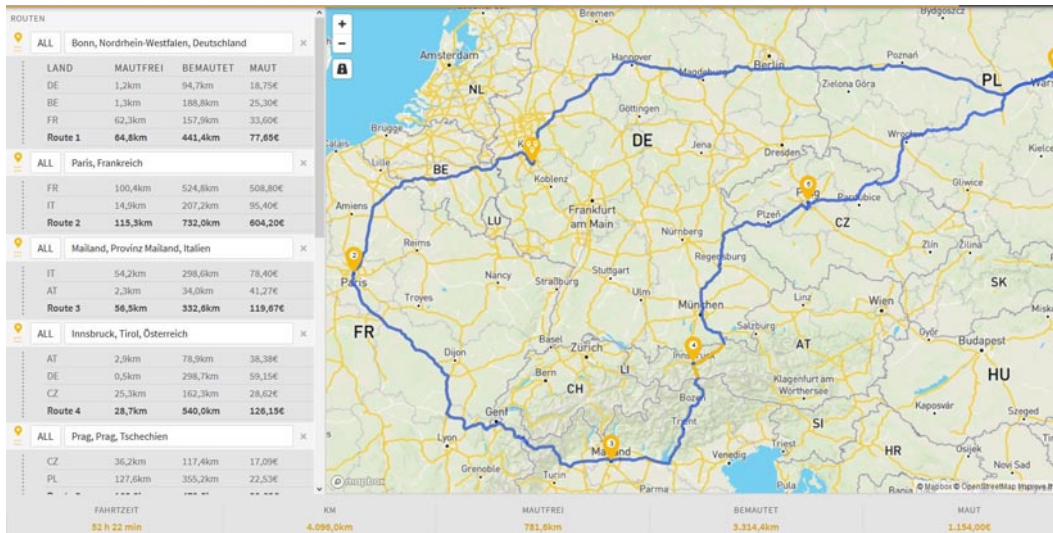 ROUTEN
ALL Bonn, Nordrhein-Westfalen, Deutschland ×
LAND MAUTFREI BEMAUTET MAUT
DE 1,2km 94,7km 18,75€
BE 1,3km 188,8km 25,30€
FR 62,3km 157,9km 33,60€
Route 1 64,8km 441,4km 77,65€
ALL Paris, Frankreich ×
FR 100,4km 524,8km 508,80€
IT 14,9km 207,2km 95,40€
Route 2 115,3km 732,0km 604,20€
ALL Mailand, Provinz Mailand, Italien ×
IT 54,2km 298,6km 78,40€
AT 2,3km 34,0km 41,27€
Route 3 56,5km 332,6km 119,67€
ALL Innsbruck, Tirol, Österreich ×
AT 2,9km 78,9km 38,38€
DE 0,5km 298,7km 59,15€
CZ 25,3km 162,3km 28,62€
Route 4 28,7km 540,0km 126,15€
ALL Prag, Prag, Tschechien ×
CZ 36,2km 117,4km 17,09€
PL 127,6km 355,2km 22,53€
+
−
Bremen
Bydgoszcz
Amsterdam
Hannover
Magdeburg
Berlin
Poznań
NL
Zielona Góra
PL
Göttingen
Brugge
DE
Jena
Dresden
Kielce
Lille
BE
Koblenz
Gliwice
Amiens
LU
Frankfurt
am Main
Plzeň
Pardubice
CZ
Reims
Nürnberg
Zlín
Žilina
2
Paris
Nancy
Straßburg
Stuttgart
Regensburg
SK
Troyes
Ulm
München
Linz
Wien
FR
Salzburg
Győr
Budapest
Dijon
Basel
Zürich
4
Innsbruck
AT
Bern
LI
CH
Klagenfurt am
Wörthersee
HU
Bozen
Kaposvár
Szeged
Genf
Trient
SI
Lyon
3
Mailand
Venedig
Triest
HR
Osijek
Novi Sad
Grenoble
Turin
Parma
Pula
mapbox
© Mapbox © OpenStreetMap
FAHRTZEIT KM MAUTFREI BEMAUTET MAUT
52 h 22 min 4.096,0km 781,6km 3.314,4km 1.154,00€